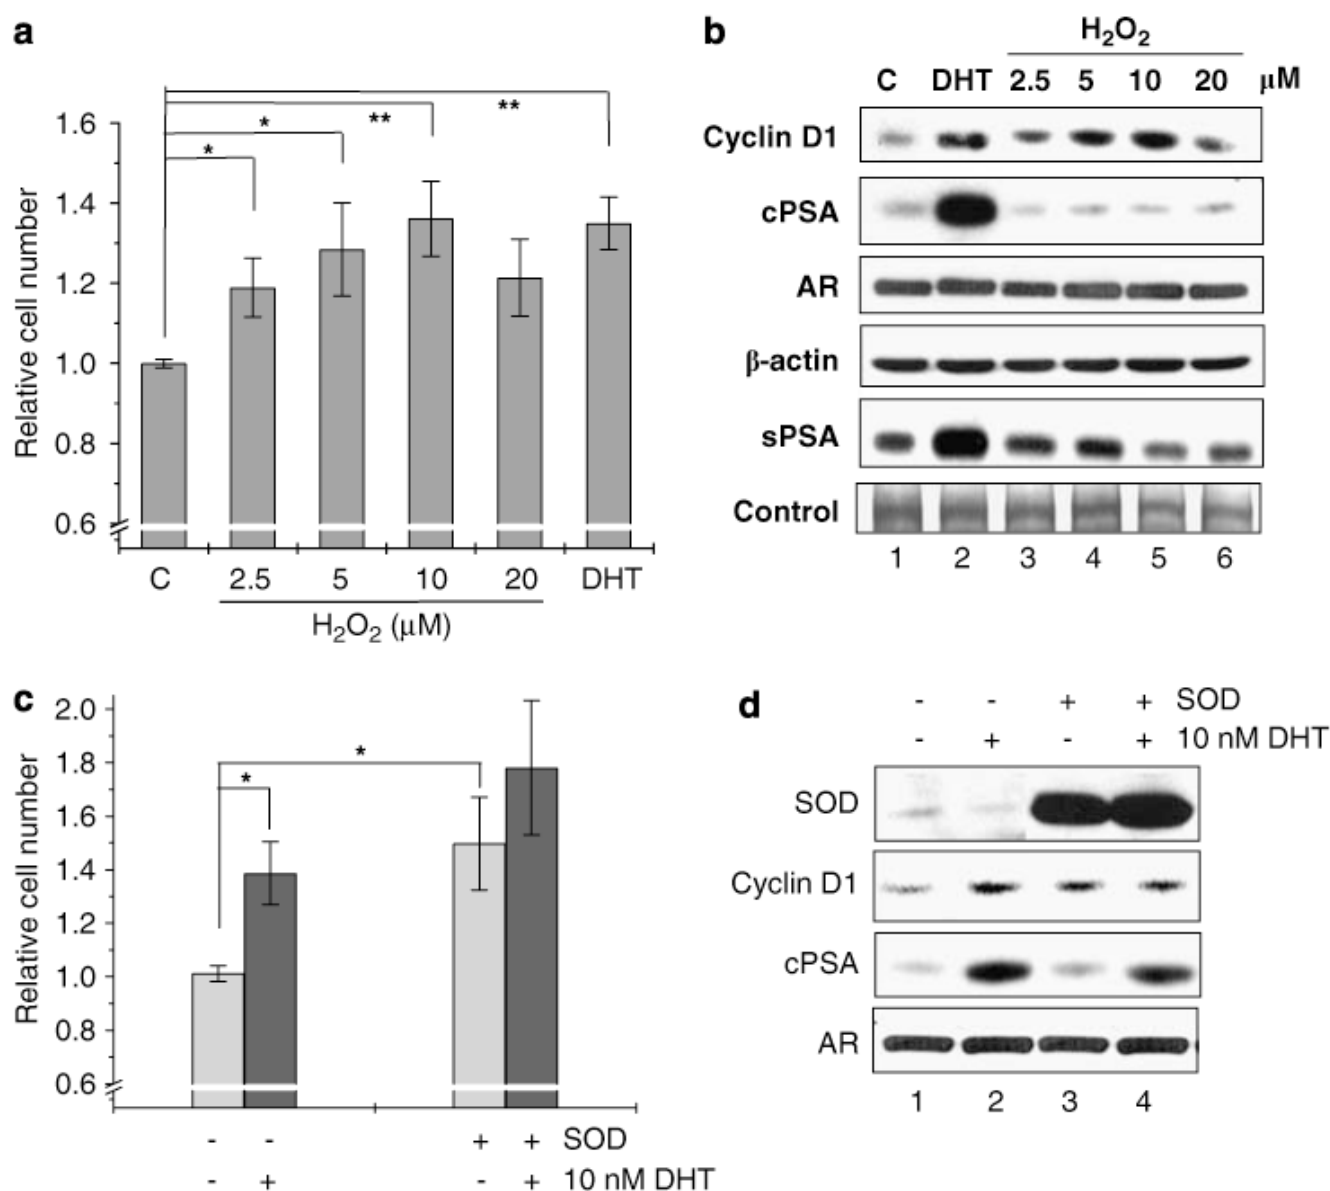 a
Relative cell number
1.6
1.4
1.2
1.0
0.8
0.6
* * ** **
C 2.5 5 10 20 DHT
H₂O₂ (μM)
b
H₂O₂
C DHT 2.5 5 10 20 μM
Cyclin D1
cPSA
AR
β-actin
sPSA
Control
1 2 3 4 5 6
c
Relative cell number
2.0
1.8
1.6
1.4
1.2
1.0
0.8
0.6
* *
- - + + SOD
- + - + 10 nM DHT
d
- - + + SOD
- + - + 10 nM DHT
SOD
Cyclin D1
cPSA
AR
1 2 3 4